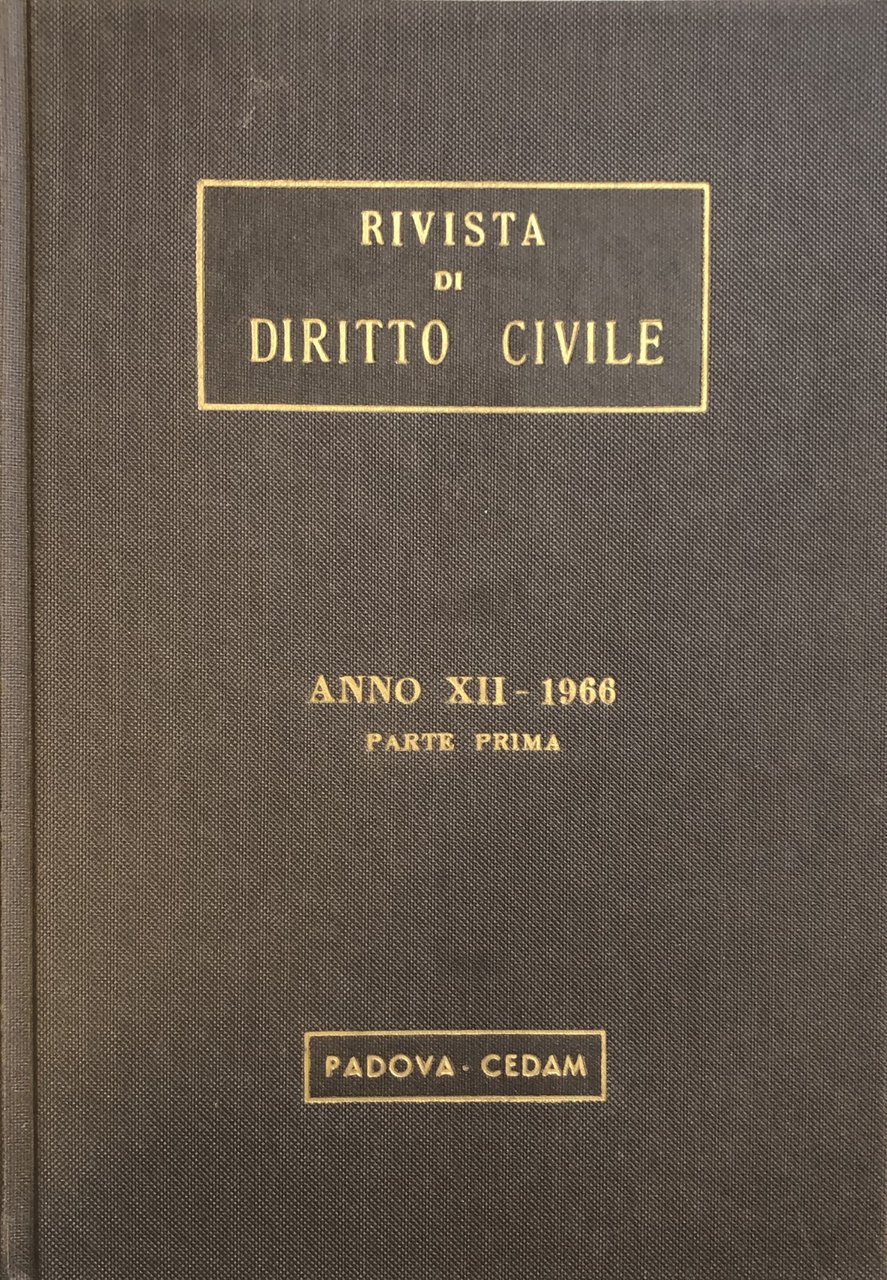 RIVISTA
DI
DIRITTO CIVILE
ANNO XII - 1966
PARTE PRIMA
PADOVA · CEDAM